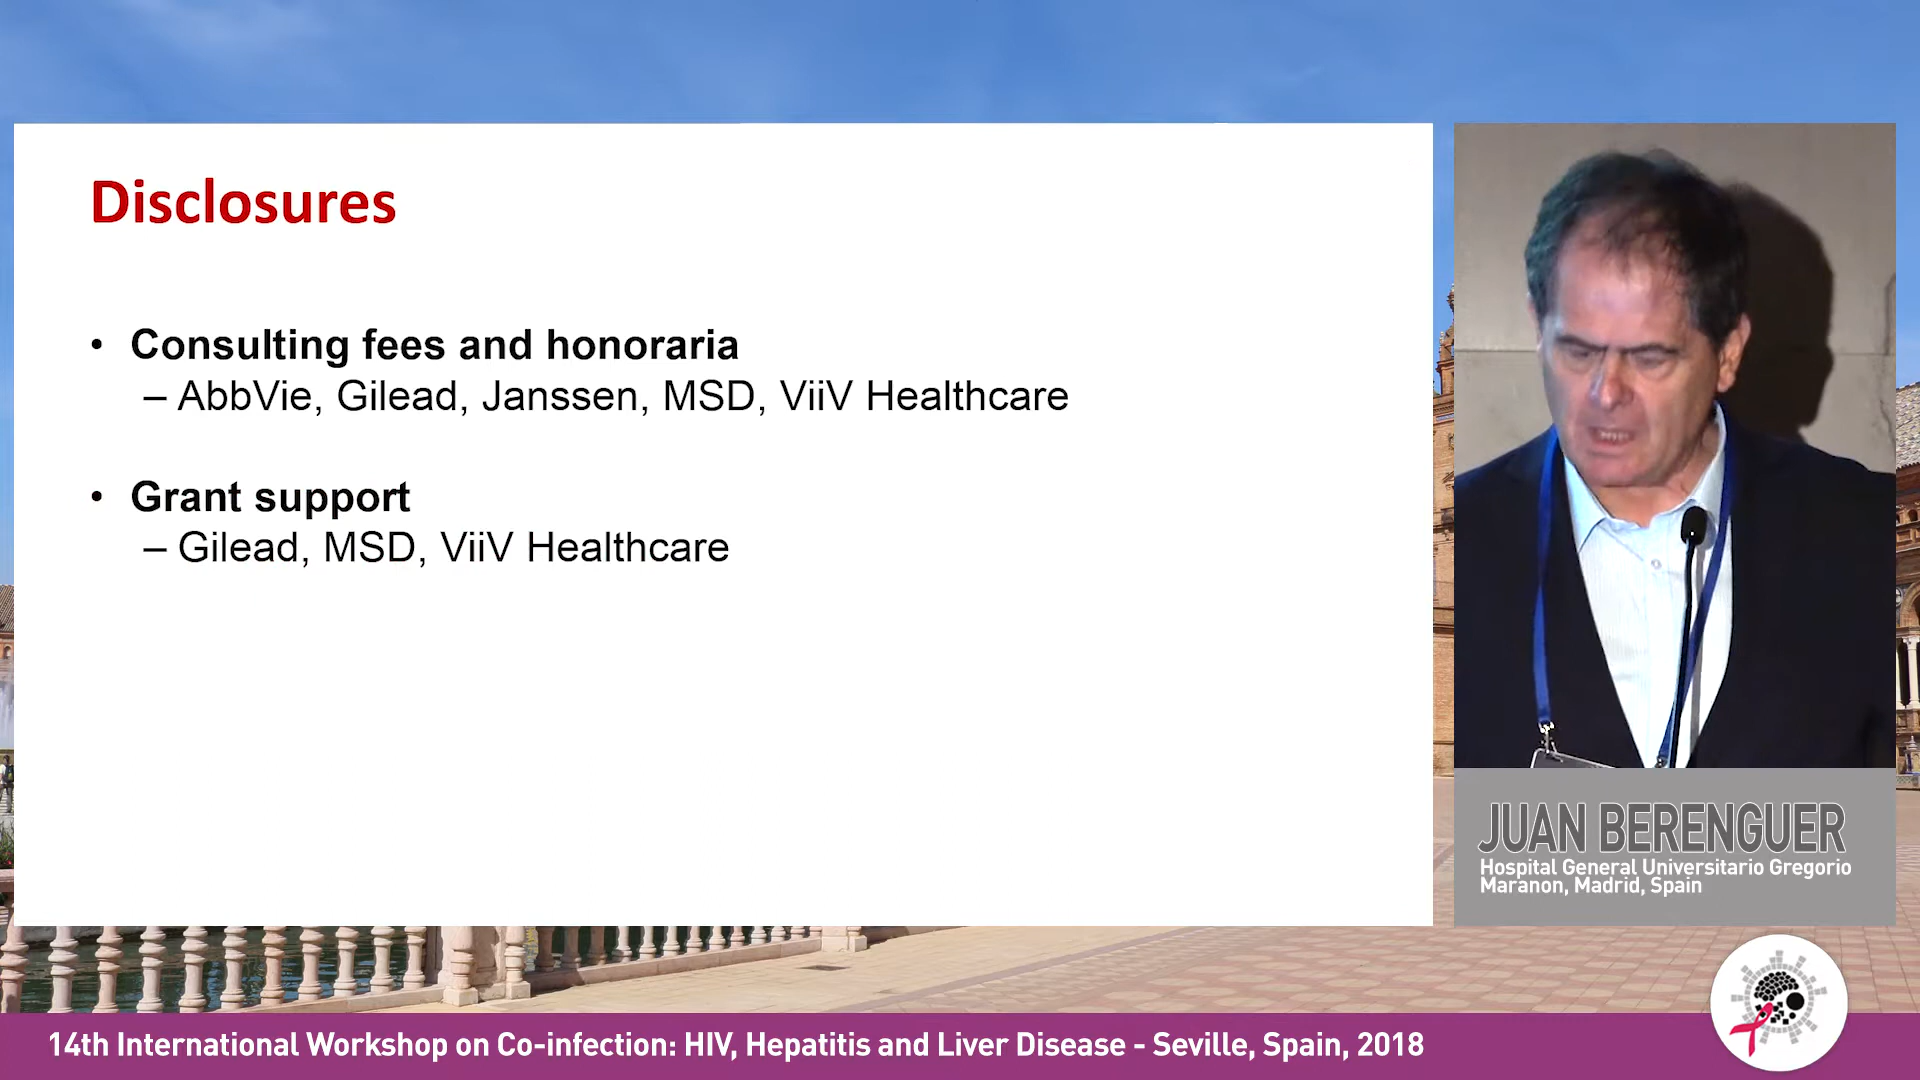 Disclosures
• Consulting fees and honoraria
– AbbVie, Gilead, Janssen, MSD, ViiV Healthcare
• Grant support
– Gilead, MSD, ViiV Healthcare
JUAN BERENGUER
Hospital General Universitario Gregorio
Maranon, Madrid, Spain
14th International Workshop on Co-infection: HIV, Hepatitis and Liver Disease - Seville, Spain, 2018